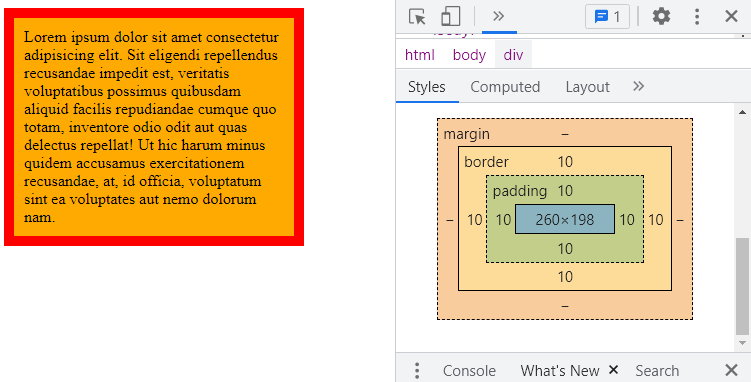 Lorem ipsum dolor sit amet consectetur
adipisicing elit. Sit eligendi repellendus
recusandae impedit est, veritatis
voluptatibus possimus quibusdam
aliquid facilis repudiandae cumque quo
totam, inventore odio odit aut quas
delectus repellat! Ut hic harum minus
quidem accusamus exercitationem
recusandae, at, id officia, voluptatum
sint ea voluptates aut nemo dolorum
nam.
1
html body div
Styles Computed Layout
margin –
border 10
padding 10
– 10 10 260×198 10 10 –
10
10
–
Console What's New Search